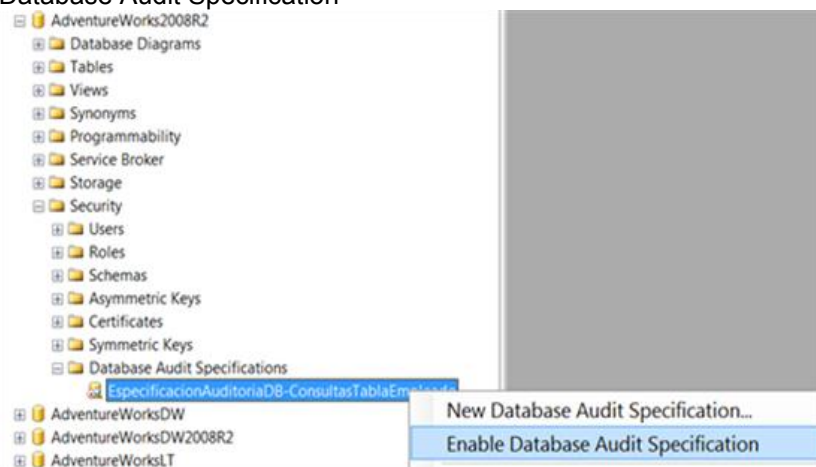 Database Audit Specification
AdventureWorks2008R2
Database Diagrams
Tables
Views
Synonyms
Programmability
Service Broker
Storage
Security
Users
Roles
Schemas
Asymmetric Keys
Certificates
Symmetric Keys
Database Audit Specifications
EspecificacionAuditoriaDB-ConsultasTablaEmpleado
New Database Audit Specification...
AdventureWorksDW
AdventureWorksDW2008R2
Enable Database Audit Specification
AdventureWorksLT